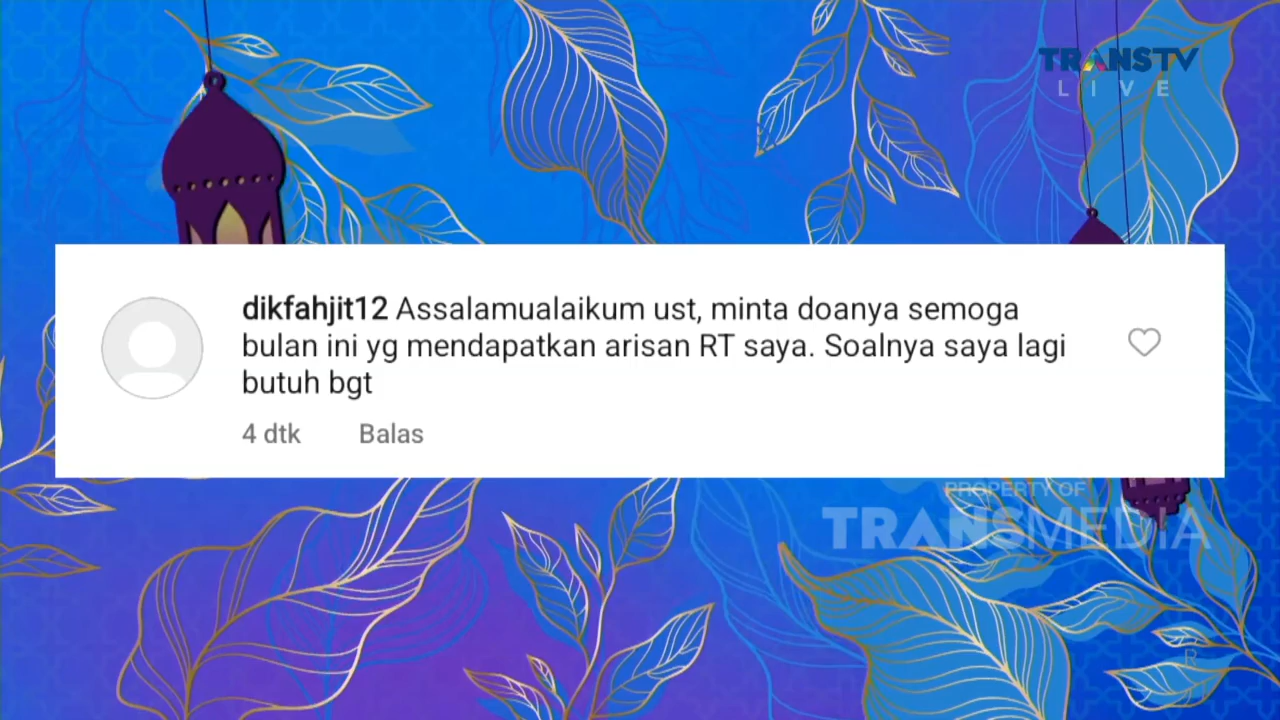 TRANSTV
LIVE
dikfahjit12 Assalamualaikum ust, minta doanya semoga
bulan ini yg mendapatkan arisan RT saya. Soalnya saya lagi
butuh bgt
4 dtk Balas
PROPERTY OF
TRANSMEDIA
R